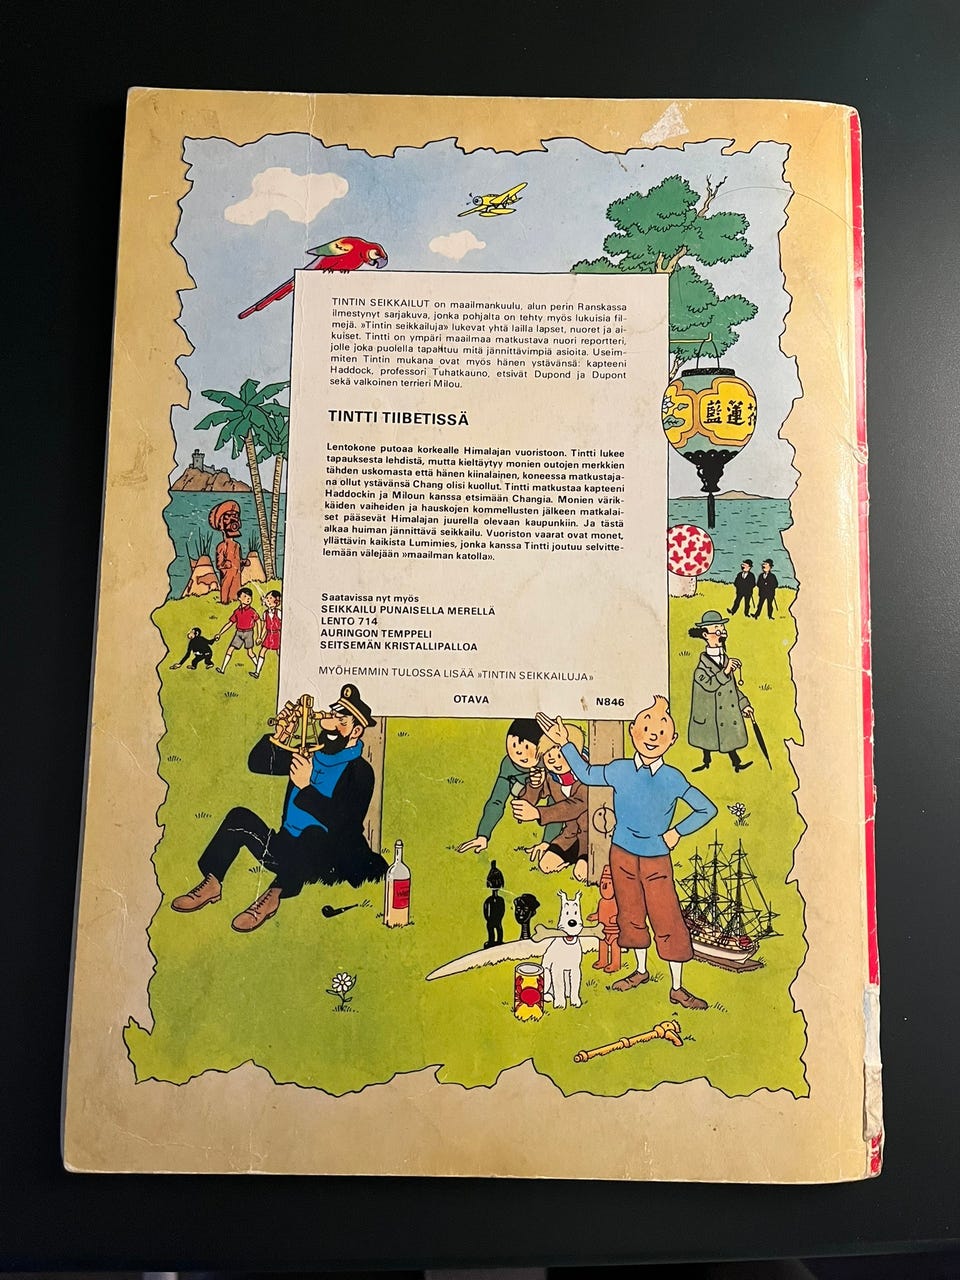 TINTIN SEIKKAILUT on maailmankuulu, alun perin Ranskassa
ilmestynyt sarjakuva, jonka pohjalta on tehty myös lukuisia fil-
mejä. »Tintin seikkailuja» lukevat yhtä lailla lapset, nuoret ja ai-
kuiset. Tintti on ympäri maailmaa matkustava nuori reportteri,
jolle joka puolella tapahtuu mitä jännittävimpiä asioita. Useim-
miten Tintin mukana ovat myös hänen ystävänsä: kapteeni
Haddock, professori Tuhatkauno, etsivät Dupond ja Dupont
sekä valkoinen terrieri Milou.
TINTTI TIIBETISSÄ
Lentokone putoaa korkealle Himalajan vuoristoon. Tintti lukee
tapauksesta lehdistä, mutta kieltäytyy monien outojen merkkien
tähden uskomasta että hänen kiinalainen, koneessa matkustaja-
na ollut ystävänsä Chang olisi kuollut. Tintti matkustaa kapteeni
Haddockin ja Miloun kanssa etsimään Changia. Monien värik-
käiden vaiheiden ja hauskojen kommellusten jälkeen matkalai-
set pääsevät Himalajan juurella olevaan kaupunkiin. Ja tästä
alkaa huiman jännittävä seikkailu. Vuoriston vaarat ovat monet,
yllättävin kaikista Lumimies, jonka kanssa Tintti joutuu selvitte-
lemään välejään »maailman katolla».
Saatavissa nyt myös
SEIKKAILU PUNAISELLA MERELLÄ
LENTO 714
AURINGON TEMPPELI
SEITSEMÄN KRISTALLIPALLOA
MYÖHEMMIN TULOSSA LISÄÄ »TINTIN SEIKKAILUJA»
OTAVA N846
藍蓮